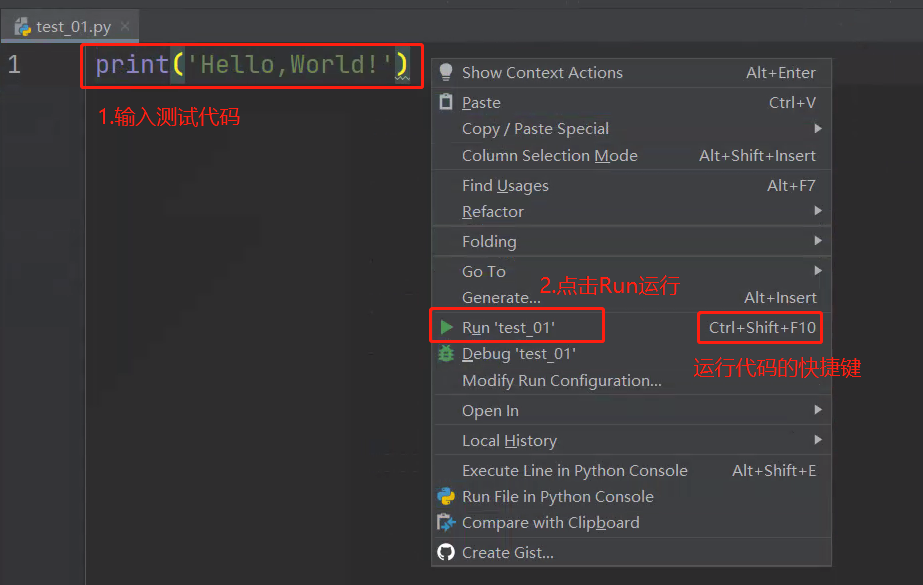 test_01.py
1 print('Hello,World!')
1.输入测试代码
Show Context Actions Alt+Enter
Paste Ctrl+V
Copy / Paste Special
Column Selection Mode Alt+Shift+Insert
Find Usages Alt+F7
Refactor
Folding
Go To
2.点击Run运行
Generate... Alt+Insert
Run 'test_01' Ctrl+Shift+F10
Debug 'test_01'
运行代码的快捷键
Modify Run Configuration...
Open In
Local History
Execute Line in Python Console Alt+Shift+E
Run File in Python Console
Compare with Clipboard
Create Gist...